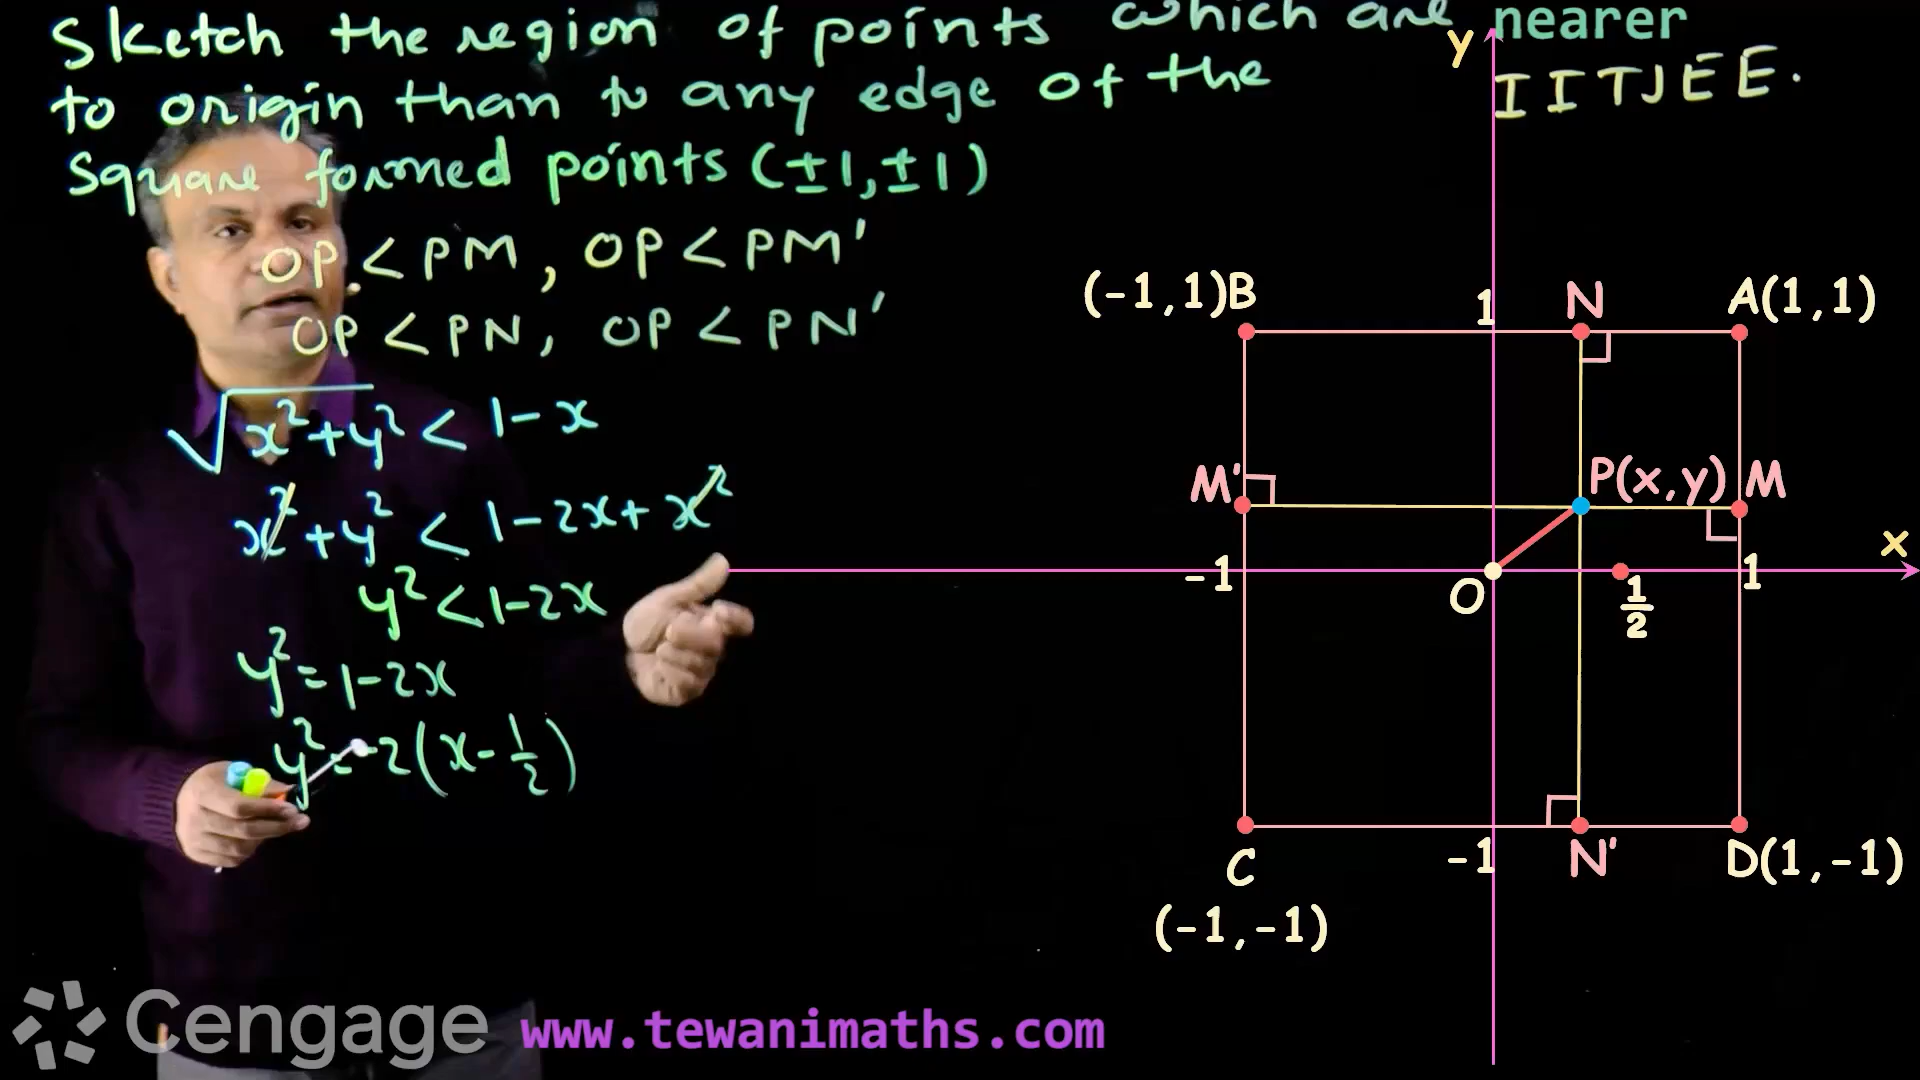 Sketch the region of points which are nearer
to origin than to any edge of the
IITJEE.
square formed points (±1,±1)
OP < PM, OP < PM'
OP < PN, OP < PN'
√x²+y² < 1-x
x²+y² < 1-2x+x²
y² < 1-2x
y² = 1-2x
y² = -2(x-1/2)
y
(-1,1)B
1
N
A(1,1)
M'
P(x,y)
M
x
-1
O
1/2
1
C
-1
N'
D(1,-1)
(-1,-1)
Cengage
www.tewanimaths.com